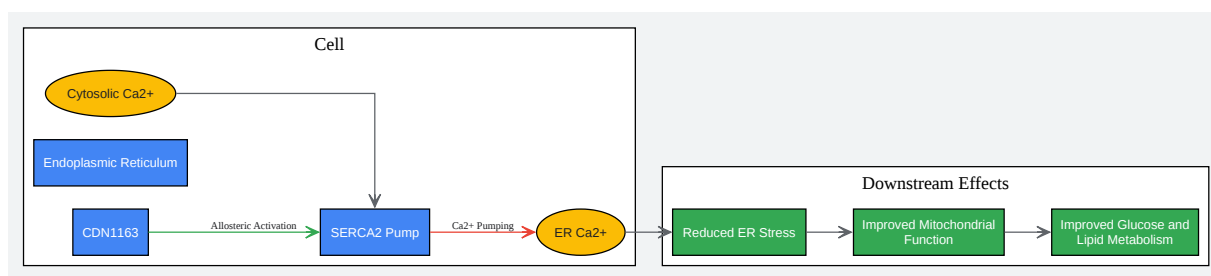 Cell
Cytosolic Ca2+
Endoplasmic Reticulum
CDN1163
Allosteric Activation
SERCA2 Pump
Ca2+ Pumping
ER Ca2+
Downstream Effects
Reduced ER Stress
Improved Mitochondrial
Function
Improved Glucose and
Lipid Metabolism